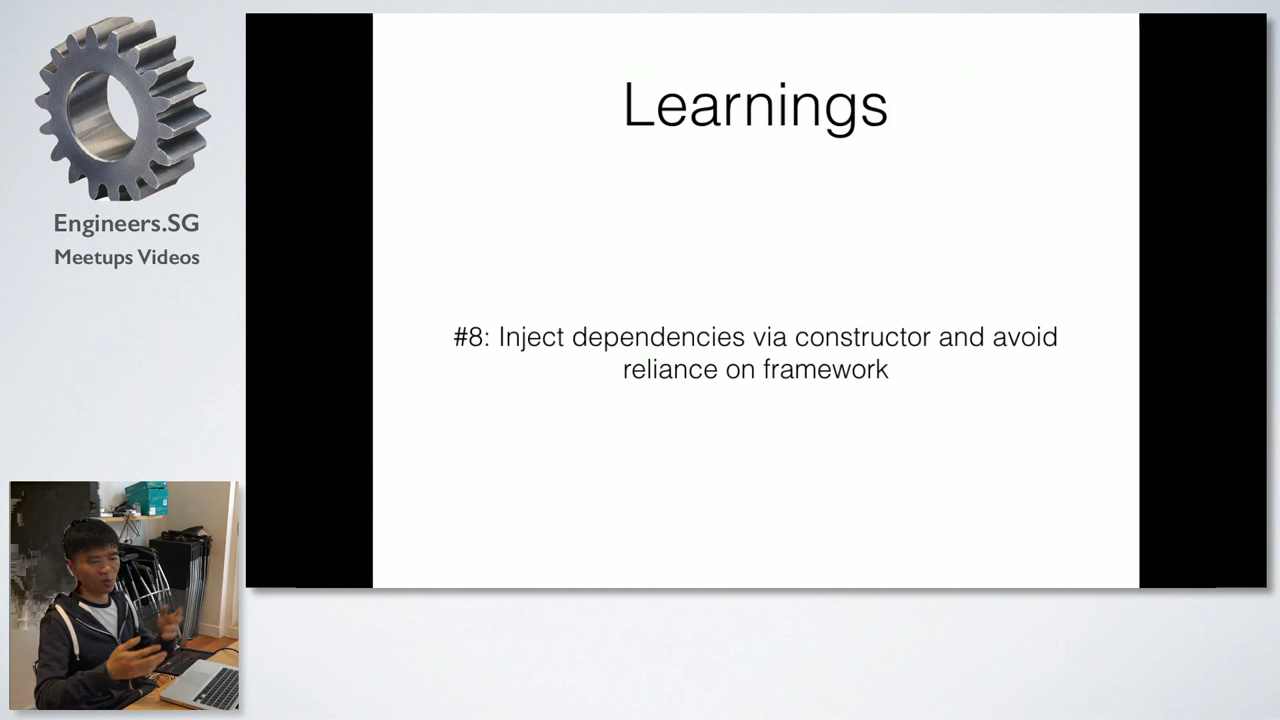 Engineers.SG
Meetups Videos
Learnings
#8: Inject dependencies via constructor and avoid
reliance on framework